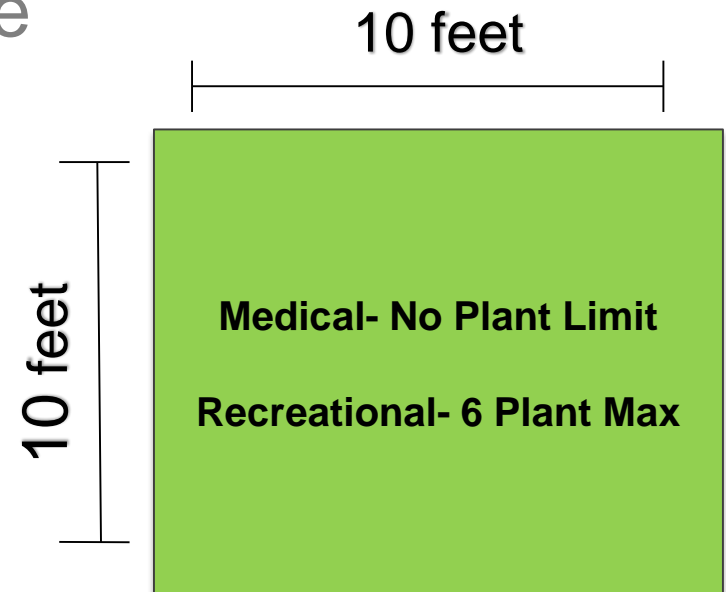 e
10 feet
10 feet
Medical- No Plant Limit
Recreational- 6 Plant Max